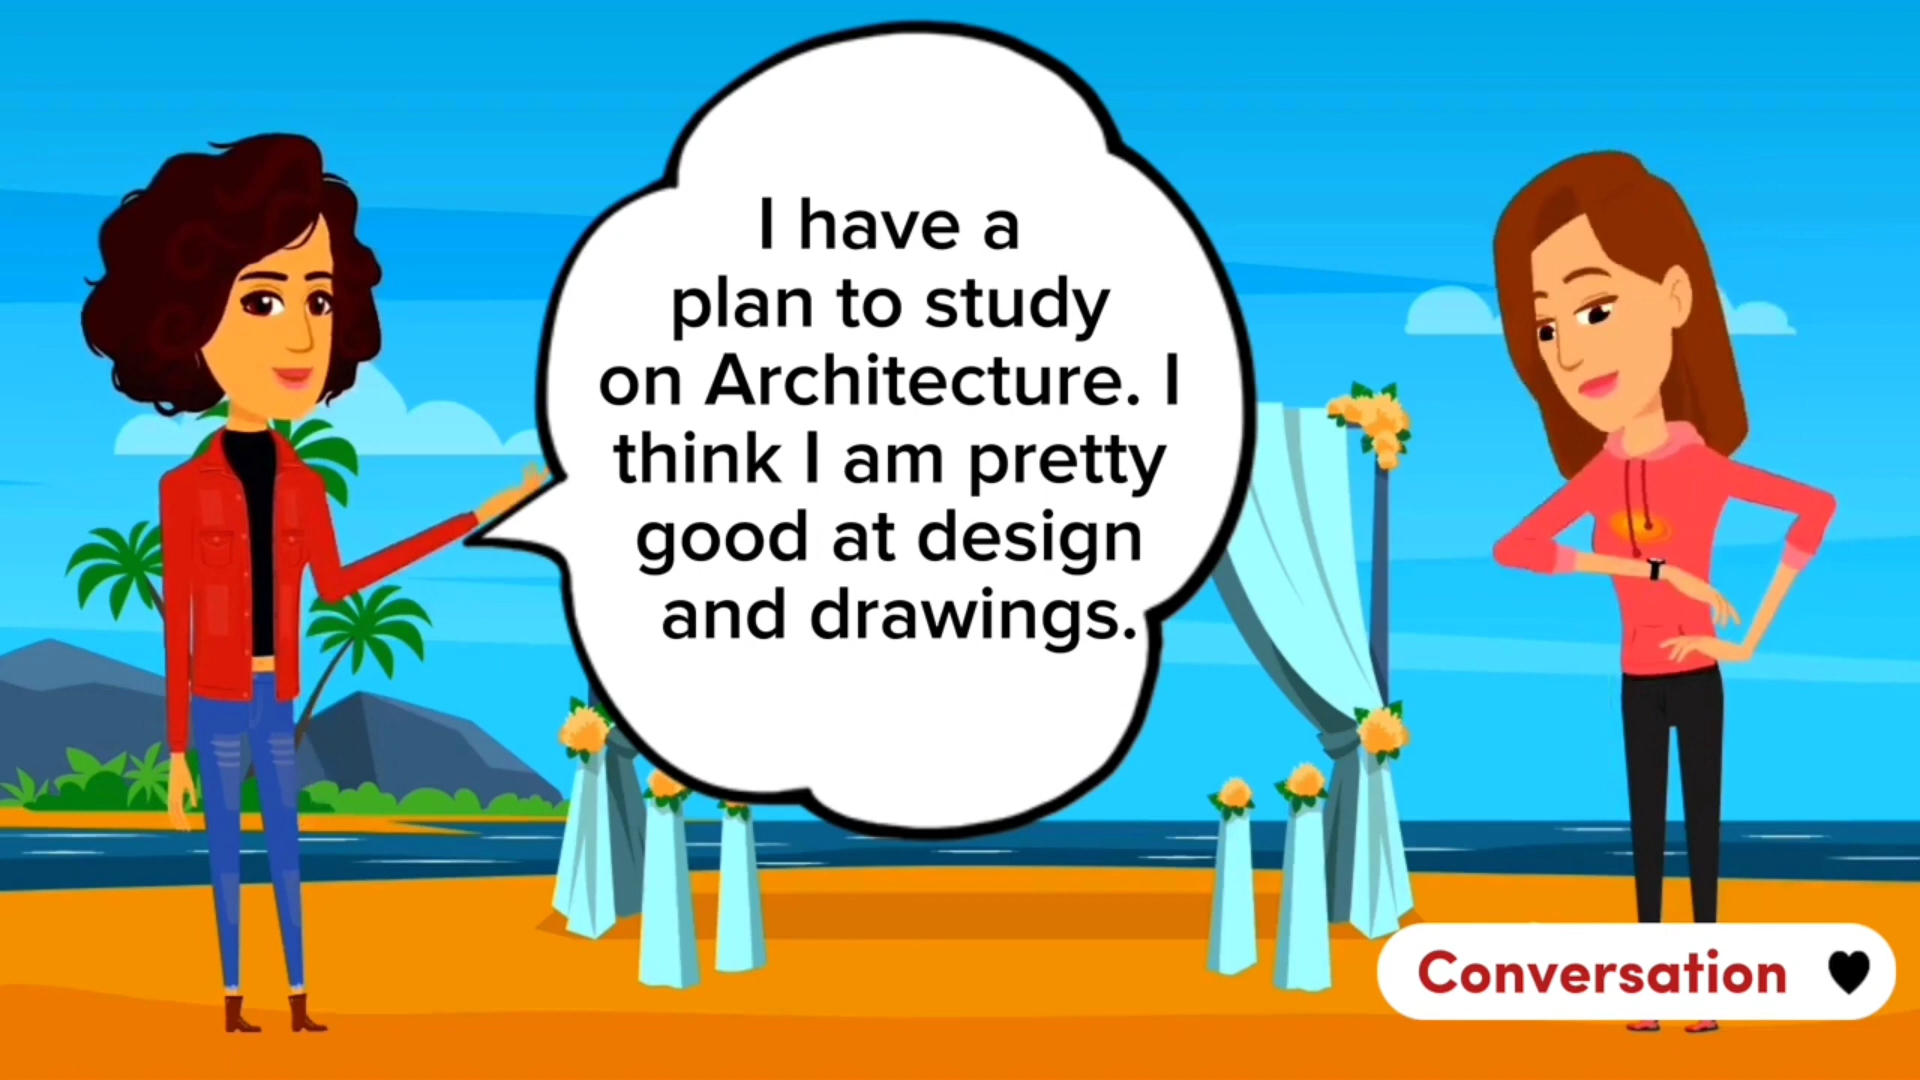 I have a
plan to study
on Architecture. I
think I am pretty
good at design
and drawings.
Conversation